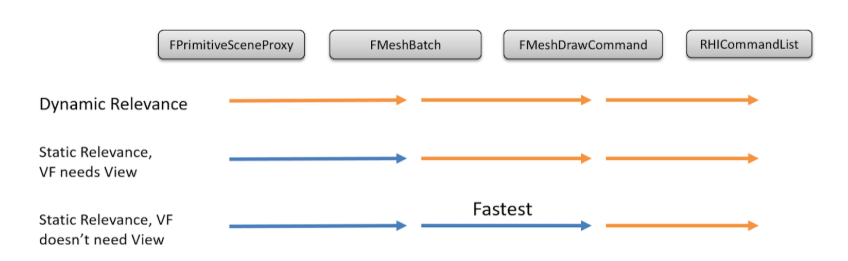 FPrimitiveSceneProxy
FMeshBatch
FMeshDrawCommand
RHICommandList
Dynamic Relevance
Static Relevance,
VF needs View
Fastest
Static Relevance, VF
doesn't need View